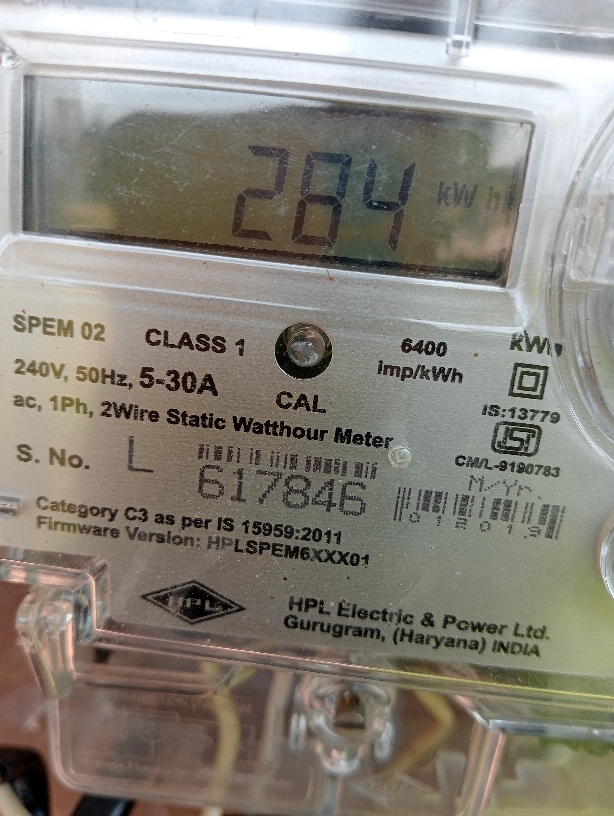 284 kWh
SPEM 02 CLASS 1 6400 imp/kWh kWh
240V, 50Hz, 5-30A CAL
ac, 1Ph, 2Wire Static Watthour Meter
IS:13779
ISI
CM/L-9190783
S. No. L 617846
M/Yr.
Category C3 as per IS 15959:2011
Firmware Version: HPLSPEM6XXX01
HPL
HPL Electric & Power Ltd.
Gurugram, (Haryana) INDIA